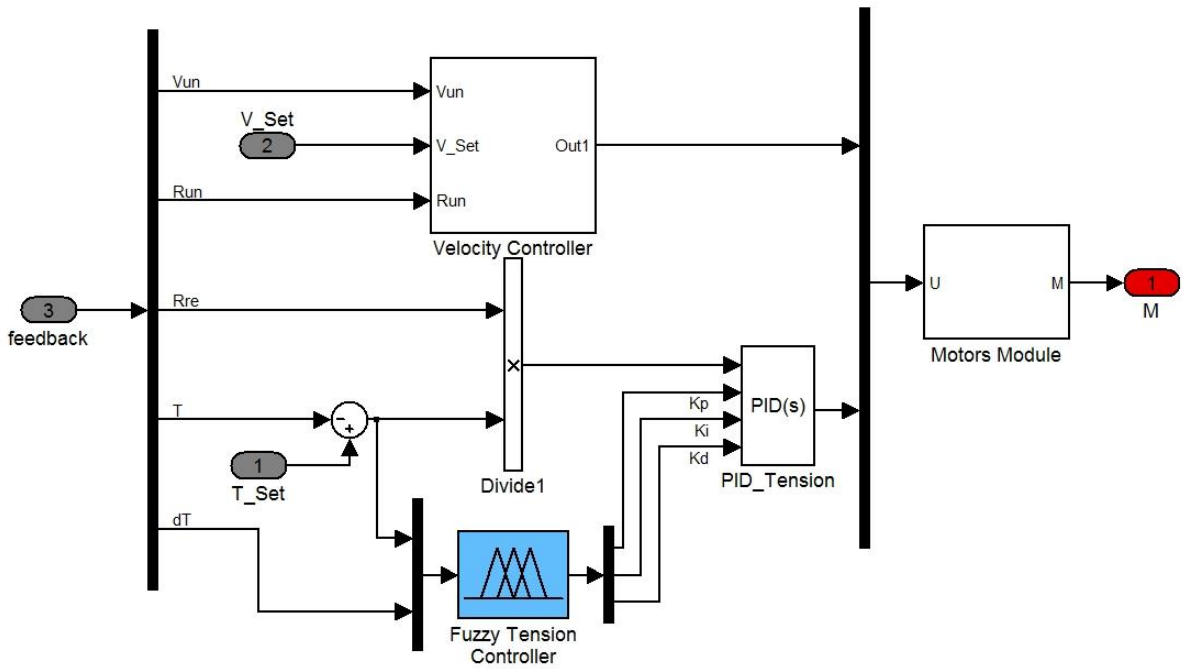 Vun
V_Set
2
Run
Vun
V_Set
Run
Out1
Velocity Controller
3
feedback
Rre
T
1
T_Set
dT
×
Divide1
Kp
Ki
Kd
PID(s)
PID_Tension
Fuzzy Tension
Controller
U
M
Motors Module
1
M